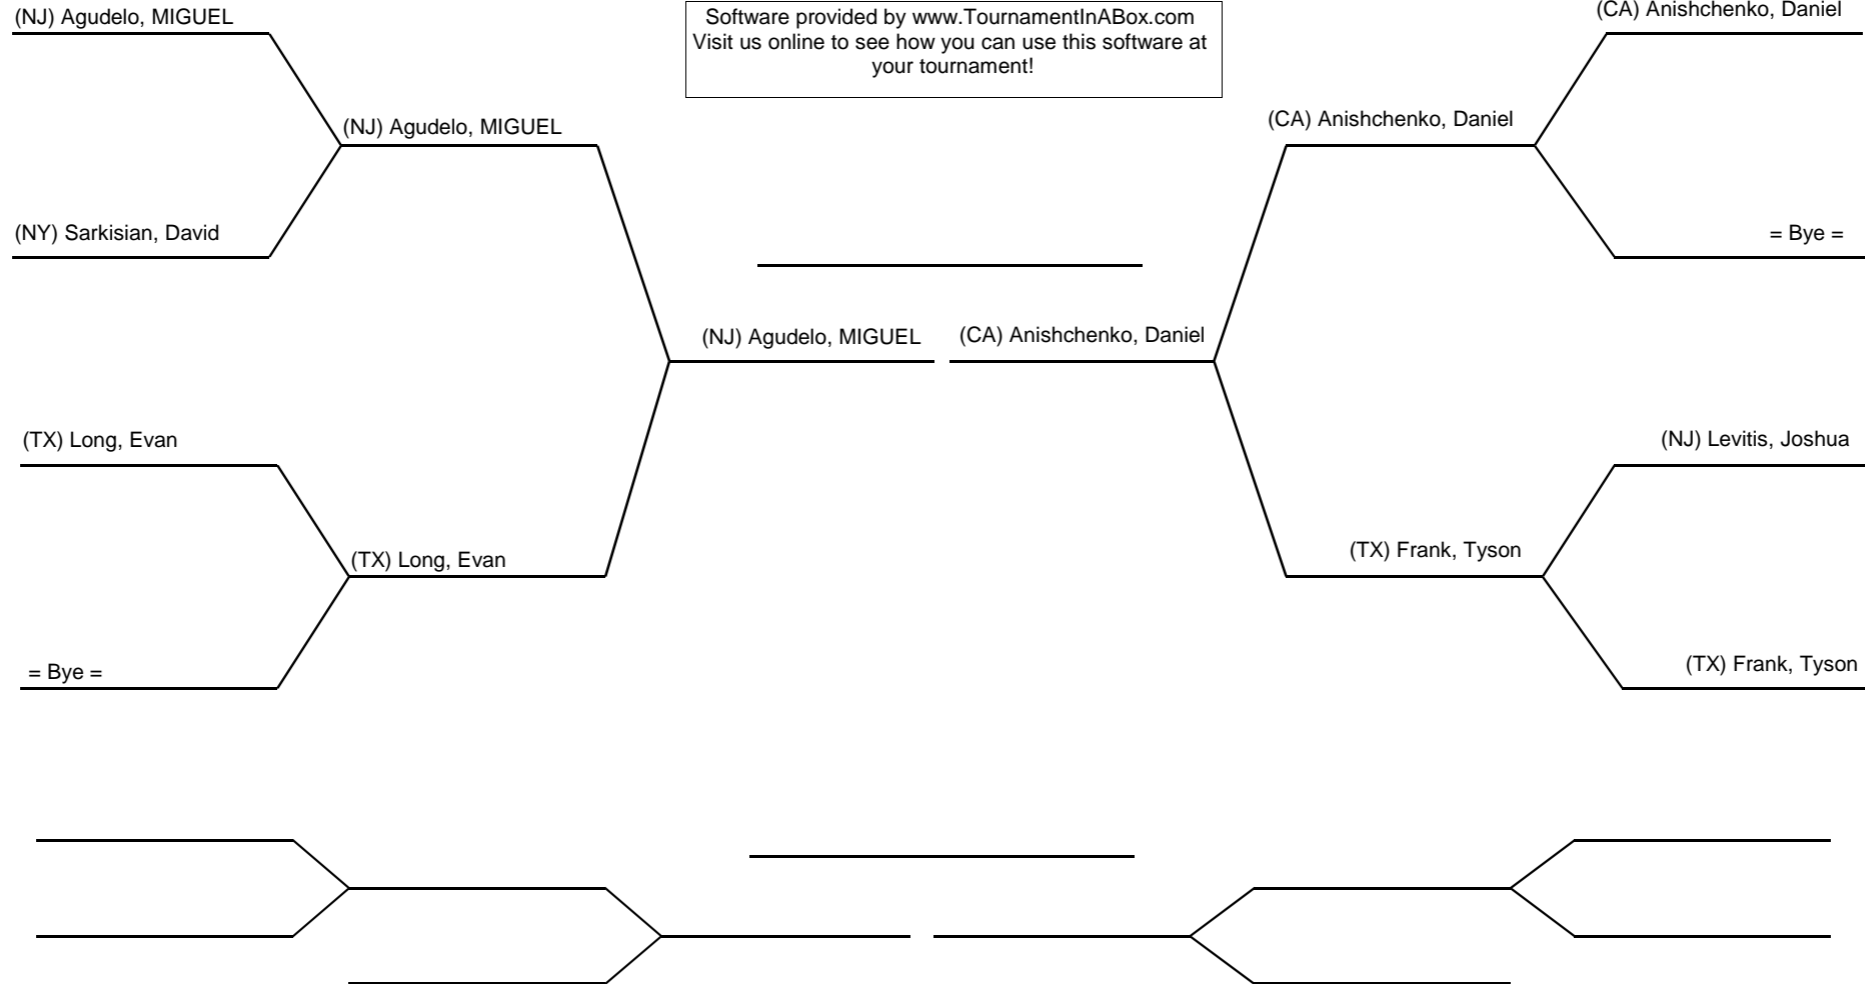 (NJ) Agudelo, MIGUEL
Software provided by www.TournamentInABox.com
Visit us online to see how you can use this software at
your tournament!
(CA) Anishchenko, Daniel
(NJ) Agudelo, MIGUEL
(CA) Anishchenko, Daniel
(NY) Sarkisian, David
= Bye =
(NJ) Agudelo, MIGUEL
(CA) Anishchenko, Daniel
(TX) Long, Evan
(NJ) Levitis, Joshua
(TX) Long, Evan
(TX) Frank, Tyson
= Bye =
(TX) Frank, Tyson